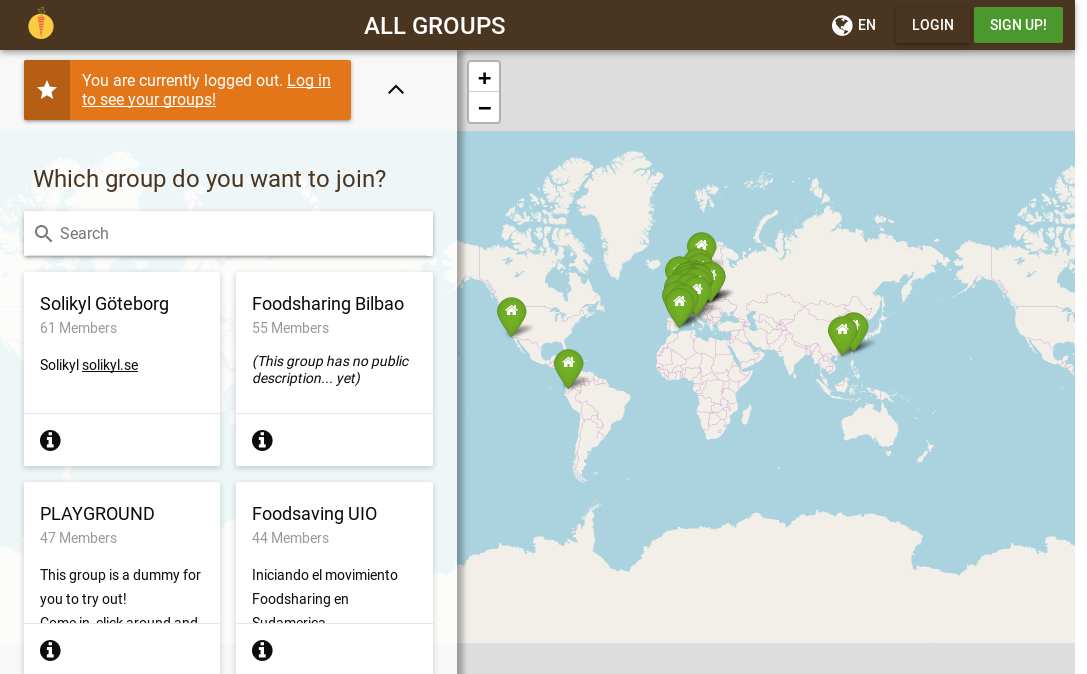 ALL GROUPS
EN
LOGIN
SIGN UP!
You are currently logged out. Log in
to see your groups!
+
−
Which group do you want to join?
Search
Solikyl Göteborg
61 Members
Solikyl solikyl.se
Foodsharing Bilbao
55 Members
(This group has no public
description... yet)
PLAYGROUND
47 Members
This group is a dummy for
you to try out!
Come in, click around and
Foodsaving UIO
44 Members
Iniciando el movimiento
Foodsharing en
Sudamerica